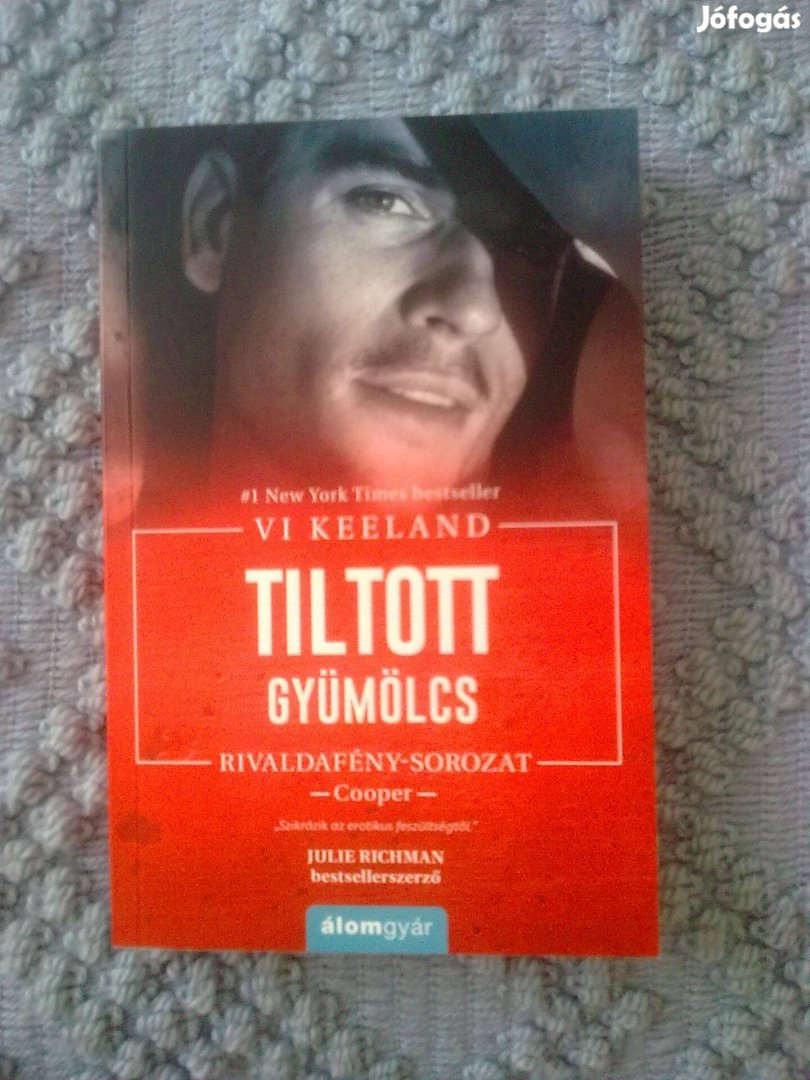 Jófogás
#1 New York Times bestseller
VI KEELAND
TILTOTT
GYÜMÖLCS
RIVALDAFÉNY-SOROZAT
— Cooper —
„Szikrázik az erotikus feszültségtől."
JULIE RICHMAN
bestsellerszerző
álomgyár